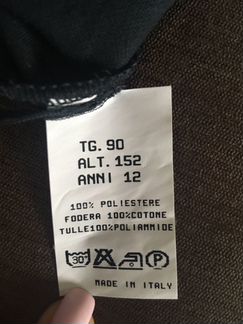 TG. 90
ALT. 152
ANNI 12
100% POLIESTERE
FODERA 100%COTONE
TULLE100%POLIAMMIDE
30°
P
MADE IN ITALY